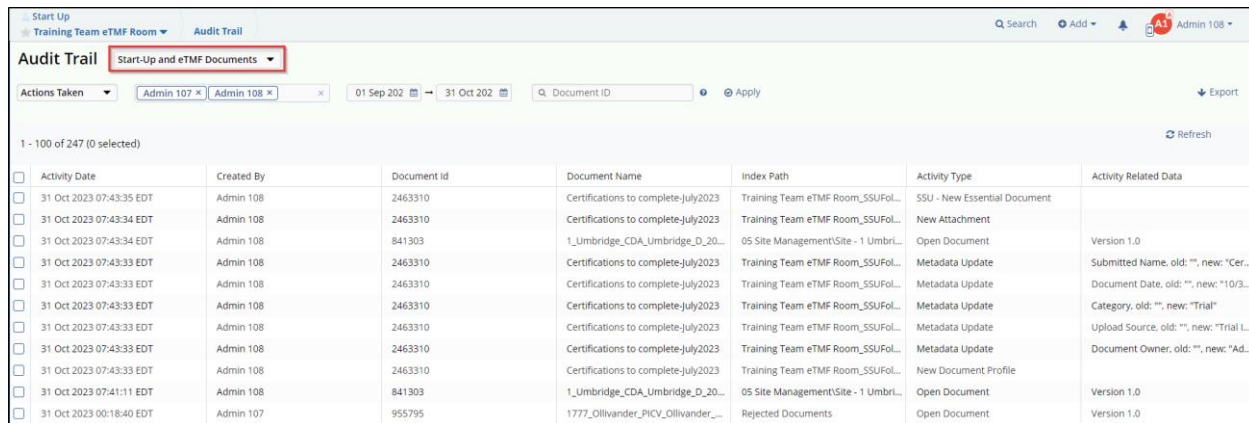 Start Up
Training Team eTMF Room Audit Trail Search Add A1 Admin 108
Audit Trail Start-Up and eTMF Documents
Actions Taken Admin 107 × Admin 108 × × 01 Sep 202 → 31 Oct 202 Document ID Apply Export
1 - 100 of 247 (0 selected) Refresh
Activity Date Created By Document Id Document Name Index Path Activity Type Activity Related Data
31 Oct 2023 07:43:35 EDT Admin 108 2463310 Certifications to complete-July2023 Training Team eTMF Room_SSUFol... SSU - New Essential Document
31 Oct 2023 07:43:34 EDT Admin 108 2463310 Certifications to complete-July2023 Training Team eTMF Room_SSUFol... New Attachment
31 Oct 2023 07:43:34 EDT Admin 108 841303 1_Umbridge_CDA_Umbridge_D_20... 05 Site Management\Site - 1 Umbri... Open Document Version 1.0
31 Oct 2023 07:43:33 EDT Admin 108 2463310 Certifications to complete-July2023 Training Team eTMF Room_SSUFol... Metadata Update Submitted Name, old: "", new: "Cer...
31 Oct 2023 07:43:33 EDT Admin 108 2463310 Certifications to complete-July2023 Training Team eTMF Room_SSUFol... Metadata Update Document Date, old: "", new: "10/3...
31 Oct 2023 07:43:33 EDT Admin 108 2463310 Certifications to complete-July2023 Training Team eTMF Room_SSUFol... Metadata Update Category, old: "", new: "Trial"
31 Oct 2023 07:43:33 EDT Admin 108 2463310 Certifications to complete-July2023 Training Team eTMF Room_SSUFol... Metadata Update Upload Source, old: "", new: "Trial I...
31 Oct 2023 07:43:33 EDT Admin 108 2463310 Certifications to complete-July2023 Training Team eTMF Room_SSUFol... Metadata Update Document Owner, old: "", new: "Ad...
31 Oct 2023 07:43:33 EDT Admin 108 2463310 Certifications to complete-July2023 Training Team eTMF Room_SSUFol... New Document Profile
31 Oct 2023 07:41:11 EDT Admin 108 841303 1_Umbridge_CDA_Umbridge_D_20... 05 Site Management\Site - 1 Umbri... Open Document Version 1.0
31 Oct 2023 00:18:40 EDT Admin 107 955795 1777_Ollivander_PICV_Ollivander_... Rejected Documents Open Document Version 1.0